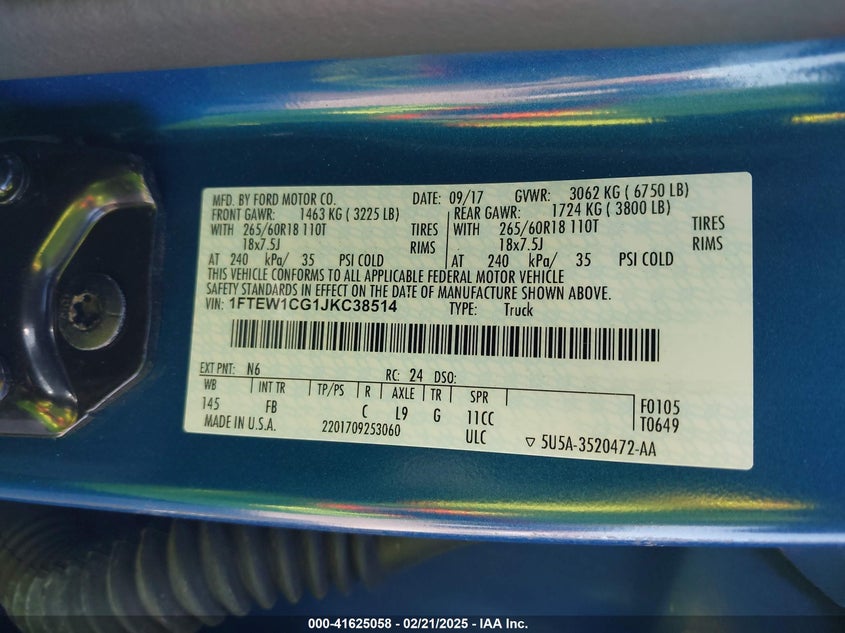 MFD. BY FORD MOTOR CO. DATE: 09/17 GVWR: 3062 KG ( 6750 LB)
FRONT GAWR: 1463 KG ( 3225 LB) REAR GAWR: 1724 KG ( 3800 LB)
WITH 265/60R18 110T TIRES WITH 265/60R18 110T TIRES
18x7.5J RIMS 18x7.5J RIMS
AT 240 kPa/ 35 PSI COLD AT 240 kPa/ 35 PSI COLD
THIS VEHICLE CONFORMS TO ALL APPLICABLE FEDERAL MOTOR VEHICLE
SAFETY STANDARDS IN EFFECT ON THE DATE OF MANUFACTURE SHOWN ABOVE.
VIN: 1FTEW1CG1JKC38514 TYPE: Truck
EXT PNT: N6 RC: 24 DSO:
WB INT TR TP/PS R AXLE TR SPR
145 FB C L9 G 11CC F0105
MADE IN U.S.A. 2201709253060 ULC T0649
▽ 5U5A-3520472-AA
000-41625058 - 02/21/2025 - IAA Inc.